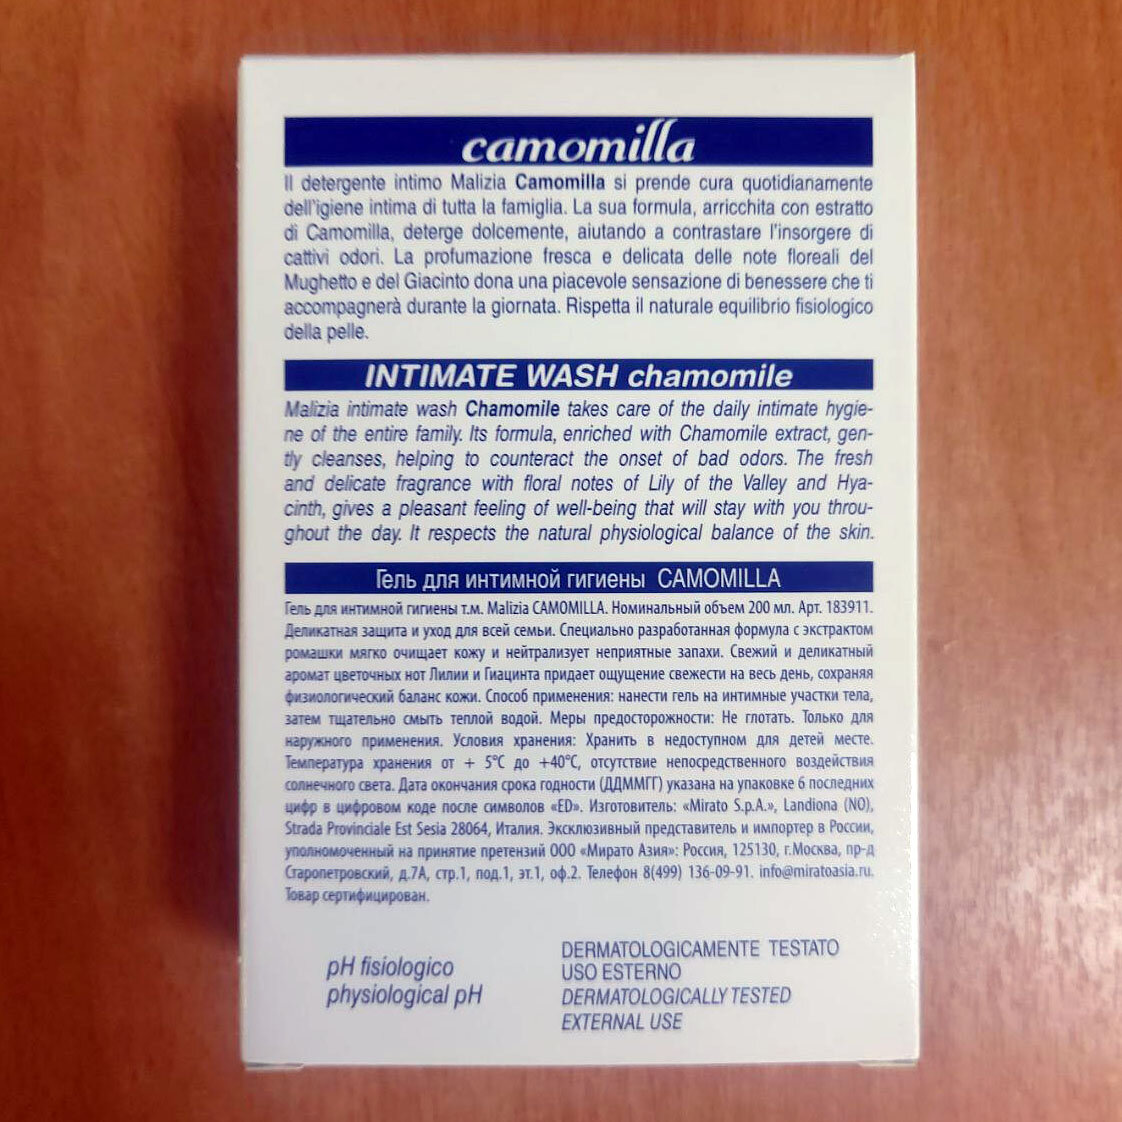 camomilla
Il detergente intimo Malizia Camomilla si prende cura quotidianamente
dell'igiene intima di tutta la famiglia. La sua formula, arricchita con estratto
di Camomilla, deterge dolcemente, aiutando a contrastare l'insorgere di
cattivi odori. La profumazione fresca e delicata delle note floreali del
Mughetto e del Giacinto dona una piacevole sensazione di benessere che ti
accompagnerà durante la giornata. Rispetta il naturale equilibrio fisiologico
della pelle.
INTIMATE WASH chamomile
Malizia intimate wash Chamomile takes care of the daily intimate hygie-
ne of the entire family. Its formula, enriched with Chamomile extract, gen-
tly cleanses, helping to counteract the onset of bad odors. The fresh
and delicate fragrance with floral notes of Lily of the Valley and Hya-
cinth, gives a pleasant feeling of well-being that will stay with you throu-
ghout the day. It respects the natural physiological balance of the skin.
Гель для интимной гигиены CAMOMILLA
Гель для интимной гигиены т.м. Malizia CAMOMILLA. Номинальный объем 200 мл. Арт. 183911.
Деликатная защита и уход для всей семьи. Специально разработанная формула с экстрактом
ромашки мягко очищает кожу и нейтрализует неприятные запахи. Свежий и деликатный
аромат цветочных нот Лилии и Гиацинта придает ощущение свежести на весь день, сохраняя
физиологический баланс кожи. Способ применения: нанести гель на интимные участки тела,
затем тщательно смыть теплой водой. Меры предосторожности: Не глотать. Только для
наружного применения. Условия хранения: Хранить в недоступном для детей месте.
Температура хранения от + 5°C до +40°C, отсутствие непосредственного воздействия
солнечного света. Дата окончания срока годности (ДДММГГ) указана на упаковке 6 последних
цифр в цифровом коде после символов «ED». Изготовитель: «Mirato S.p.A.», Landiona (NO),
Strada Provinciale Est Sesia 28064, Италия. Эксклюзивный представитель и импортер в России,
уполномоченный на принятие претензий ООО «Мирато Азия»: Россия, 125130, г.Москва, пр-д
Старопетровский, д.7А, стр.1, под.1, эт.1, оф.2. Телефон 8(499) 136-09-91. info@miratoasia.ru.
Товар сертифицирован.
pH fisiologico
physiological pH
DERMATOLOGICAMENTE TESTATO
USO ESTERNO
DERMATOLOGICALLY TESTED
EXTERNAL USE